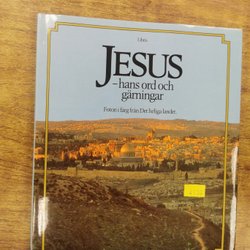 Libris
JESUS
– hans ord och
gärningar
Foton i färg från Det heliga landet.